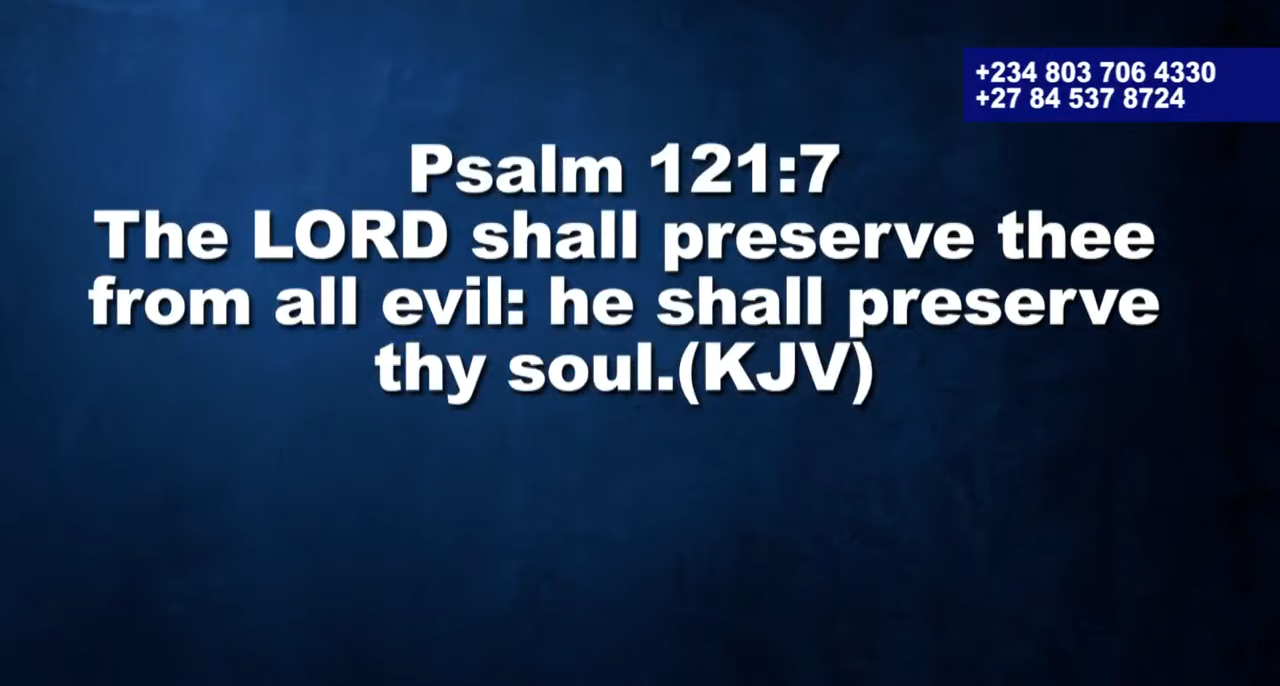 +234 803 706 4330
+27 84 537 8724
Psalm 121:7
The LORD shall preserve thee
from all evil: he shall preserve
thy soul.(KJV)